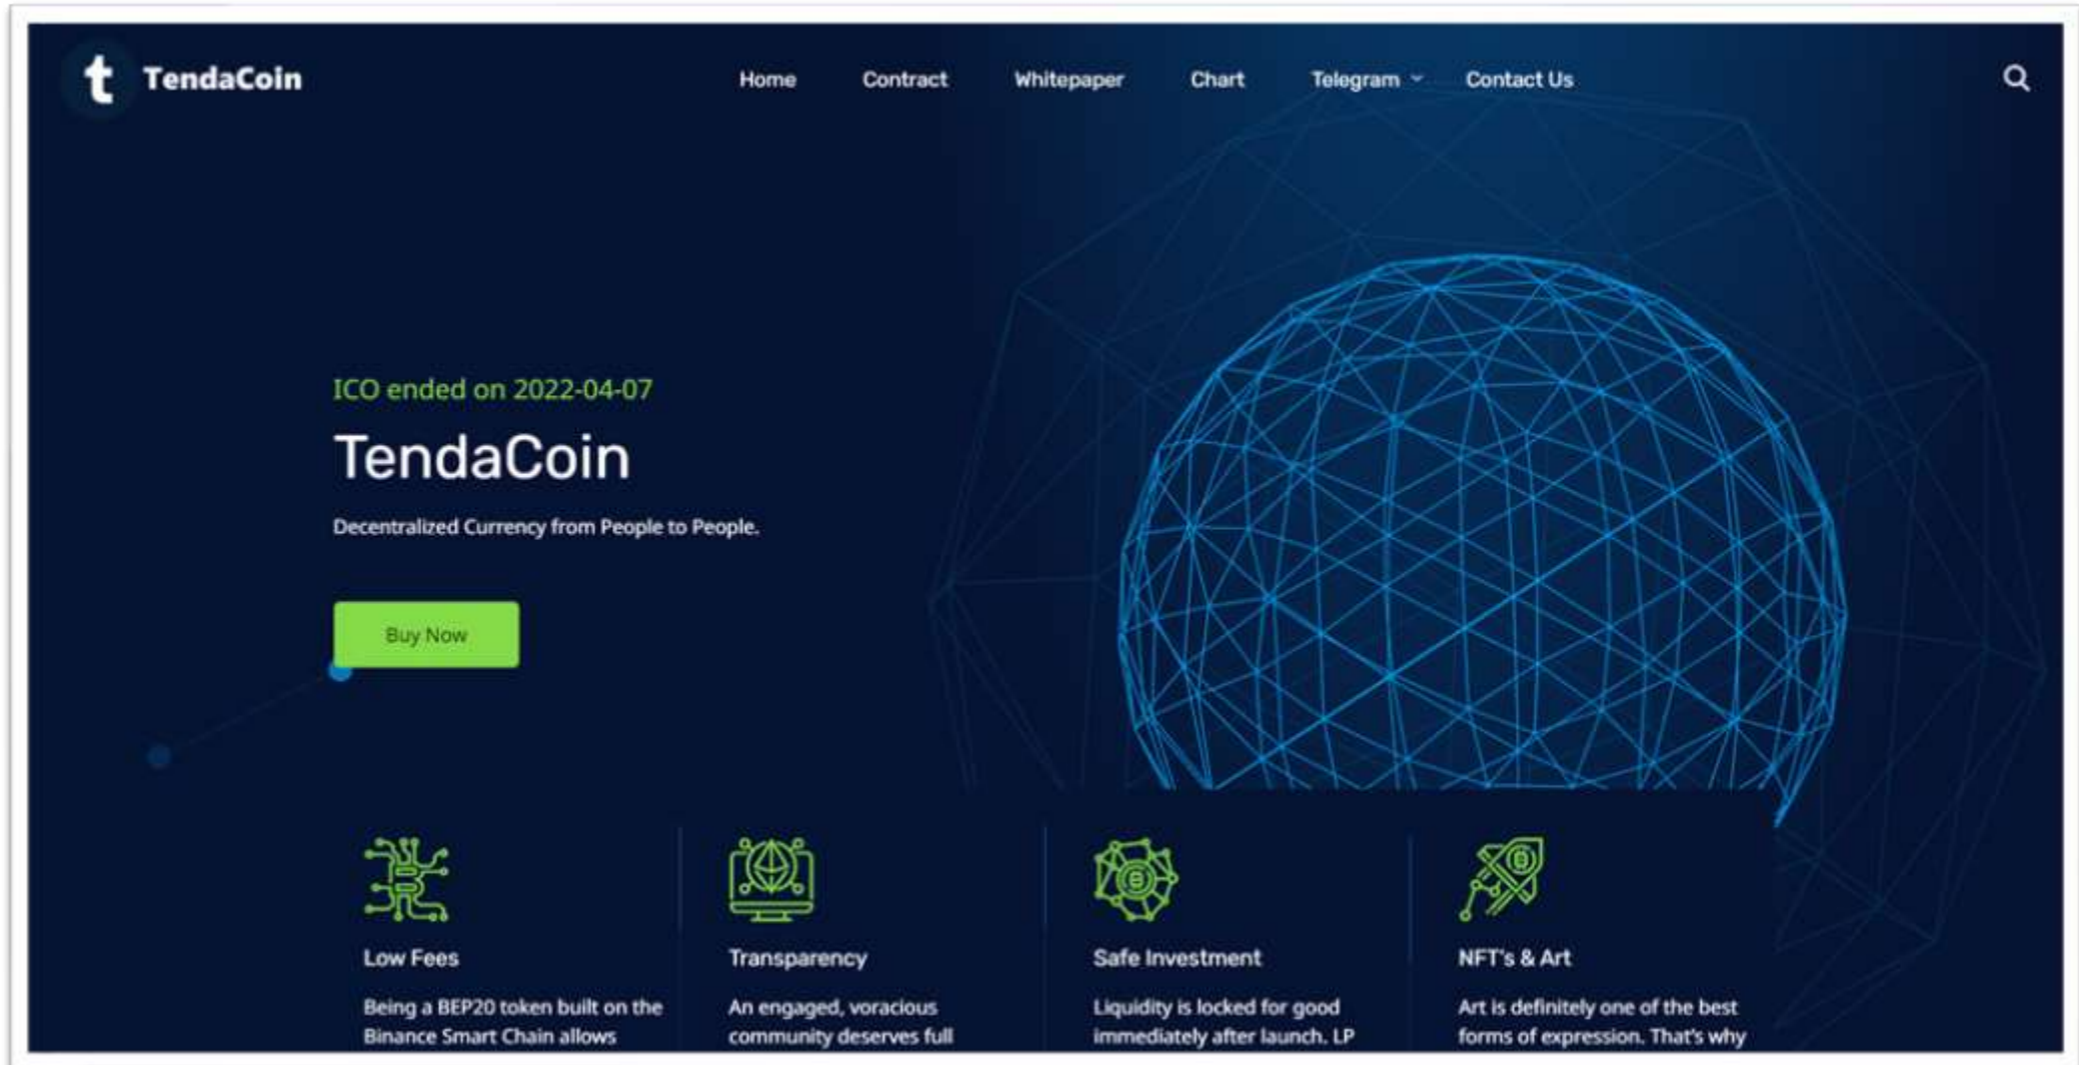 t TendaCoin
Home Contract Whitepaper Chart Telegram Contact Us
ICO ended on 2022-04-07
TendaCoin
Decentralized Currency from People to People.
Buy Now
Low Fees
Being a BEP20 token built on the
Binance Smart Chain allows
Transparency
An engaged, voracious
community deserves full
Safe Investment
Liquidity is locked for good
immediately after launch. LP
NFT's & Art
Art is definitely one of the best
forms of expression. That's why